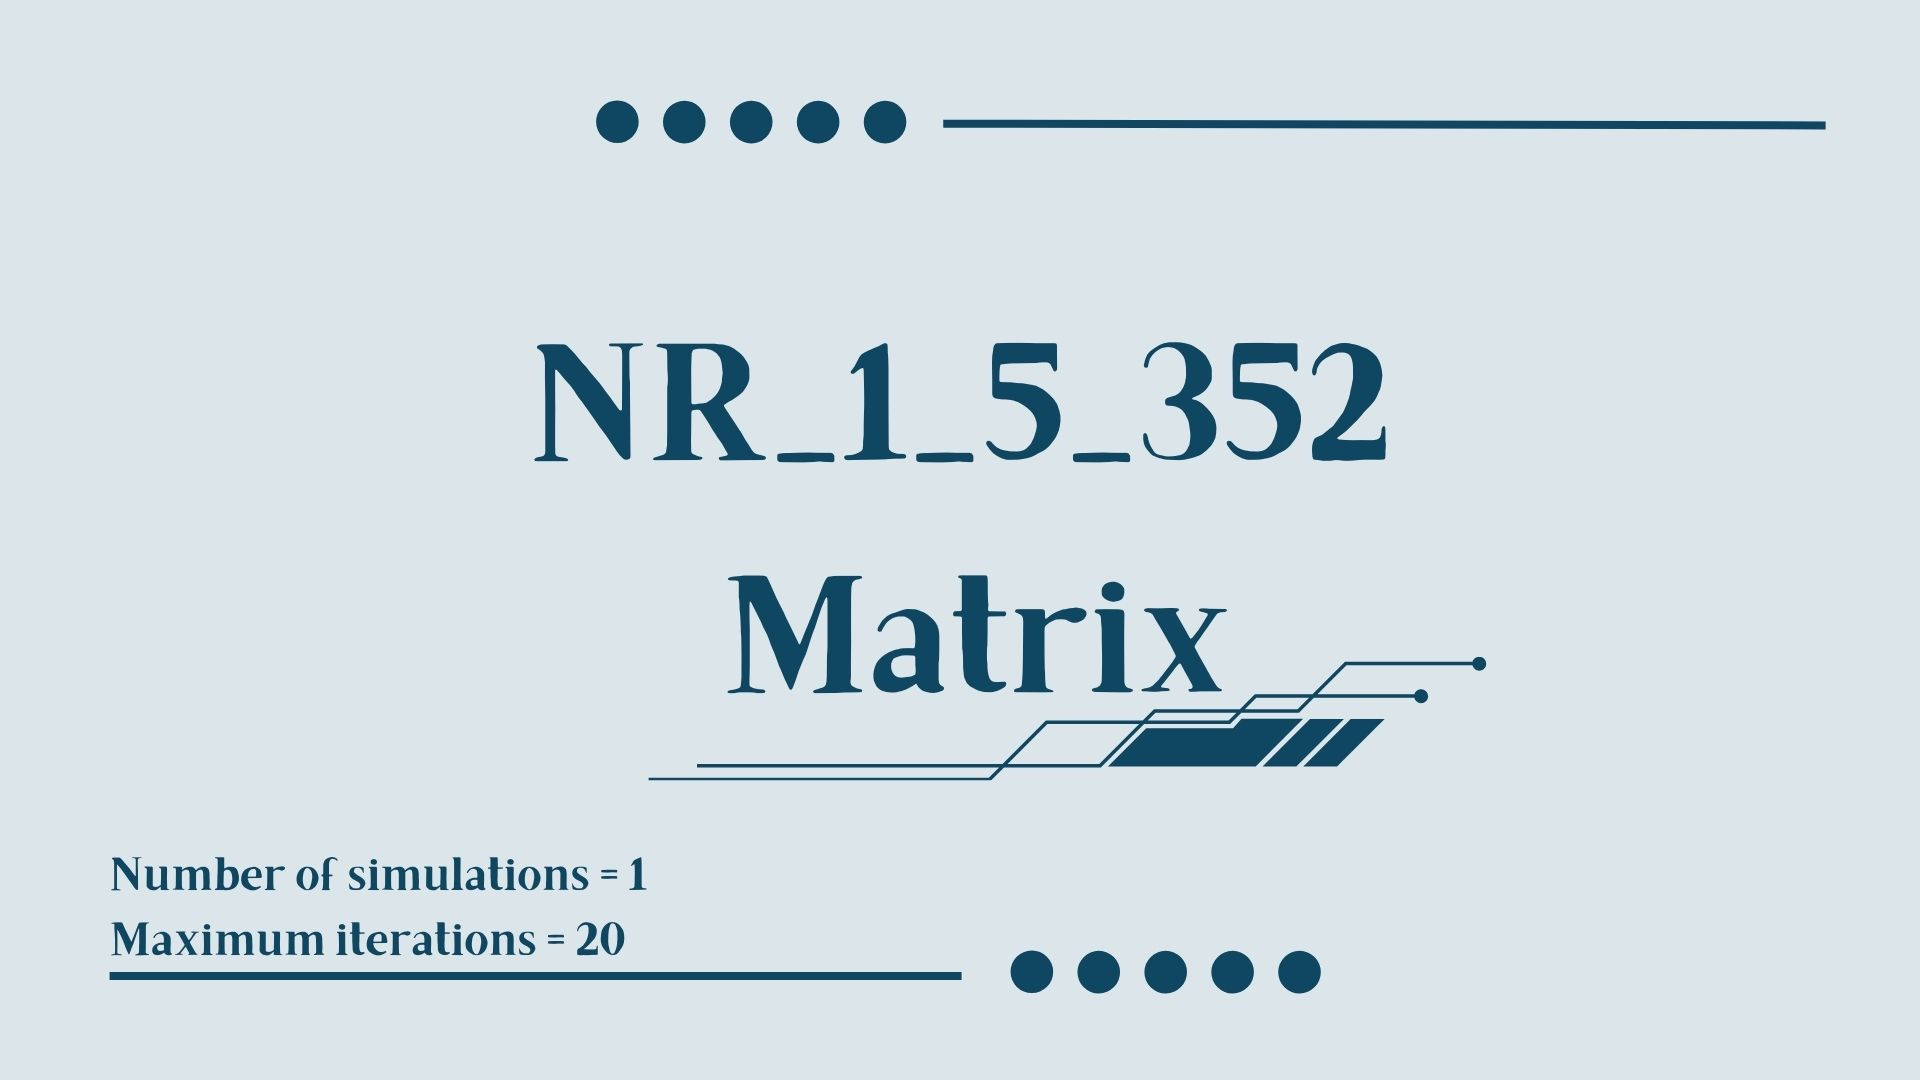 NR_1_5_352
Matrix
Number of simulations = 1
Maximum iterations = 20